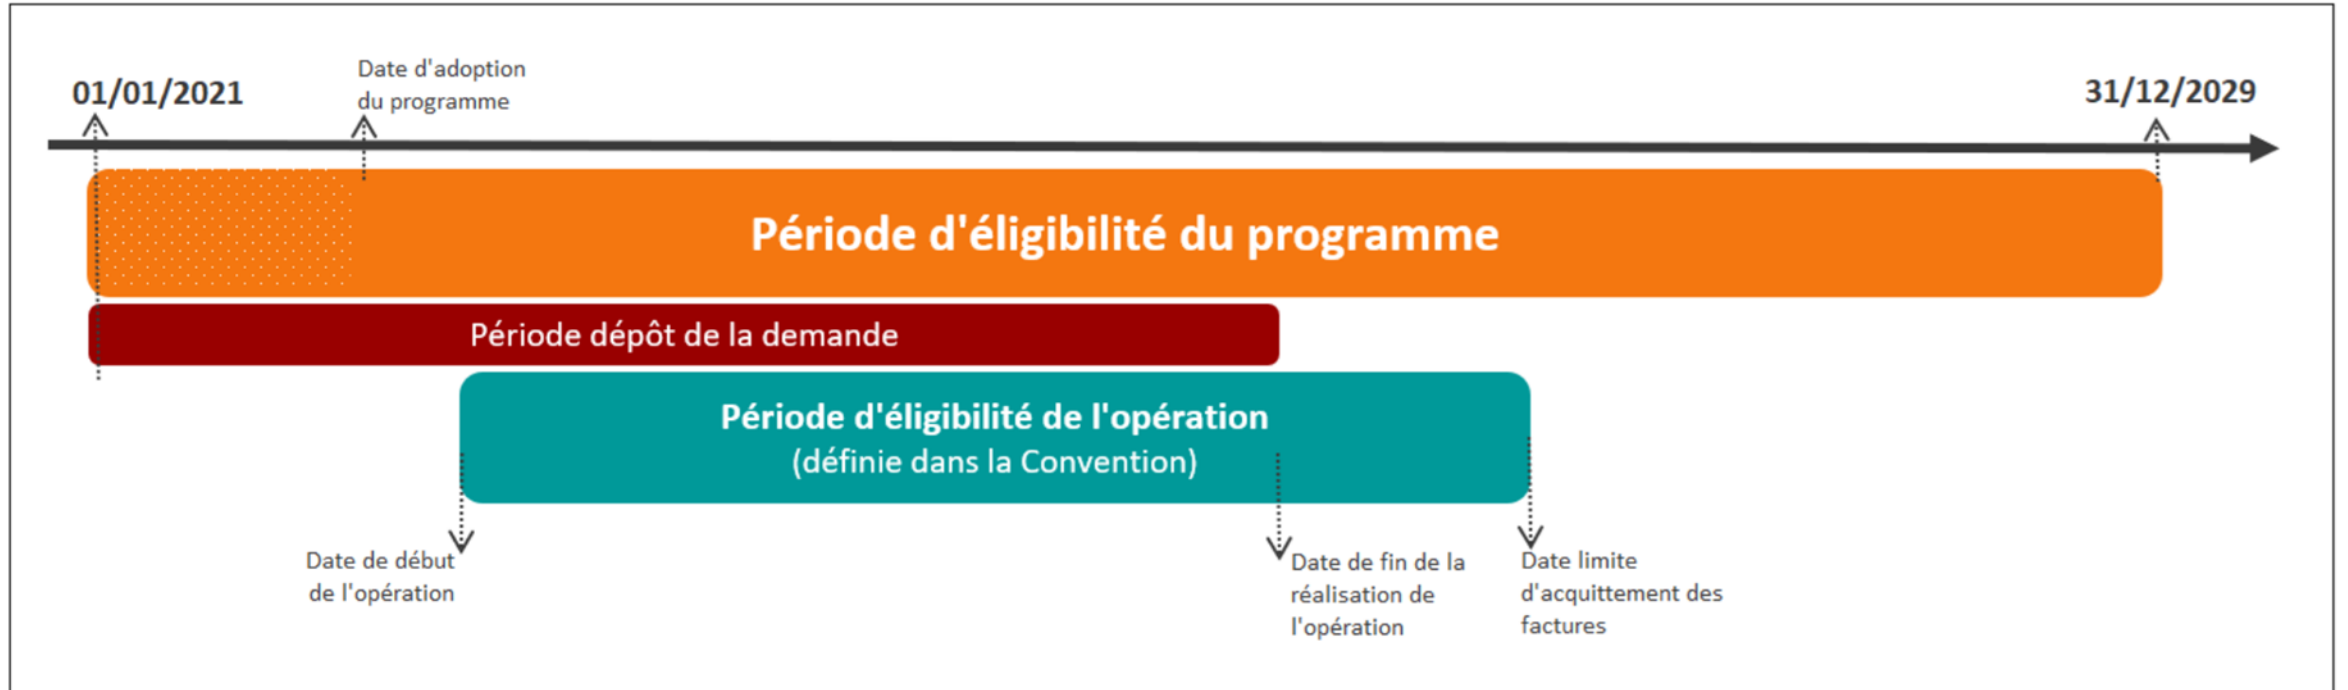 Date d'adoption
du programme
01/01/2021
31/12/2029
Période d'éligibilité du programme
Période dépôt de la demande
Période d'éligibilité de l'opération
(définie dans la Convention)
Date de début
de l'opération
Date de fin de la
réalisation de
l'opération
Date limite
d'acquittement des
factures